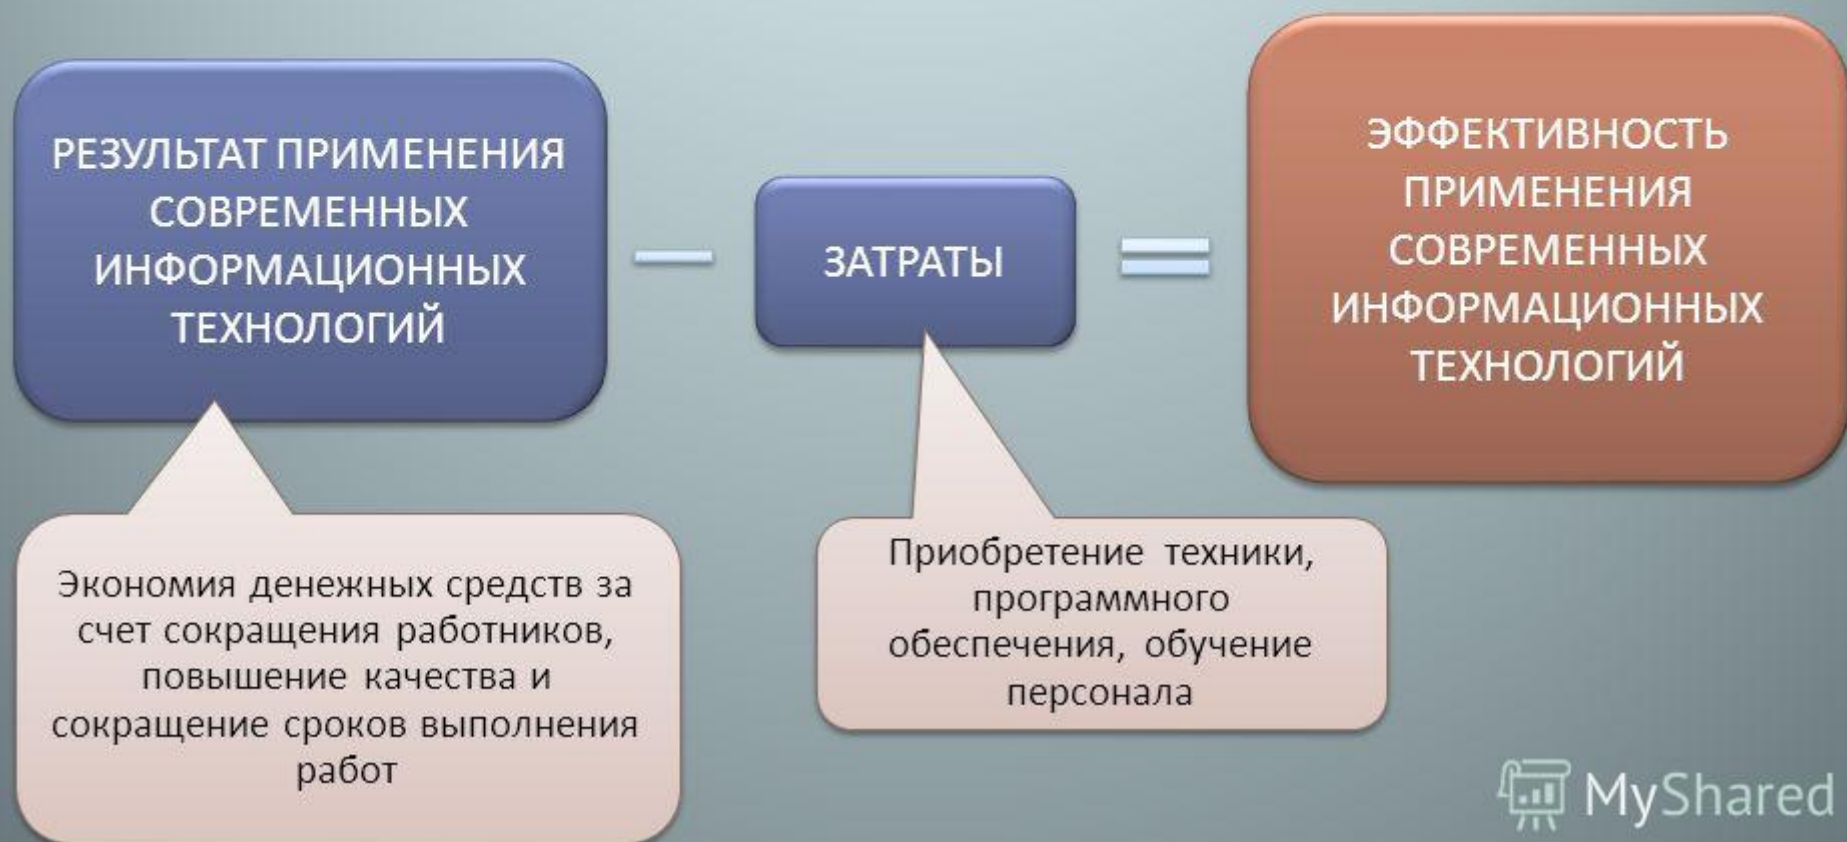 РЕЗУЛЬТАТ ПРИМЕНЕНИЯ
СОВРЕМЕННЫХ
ИНФОРМАЦИОННЫХ
ТЕХНОЛОГИЙ
ЗАТРАТЫ
ЭФФЕКТИВНОСТЬ
ПРИМЕНЕНИЯ
СОВРЕМЕННЫХ
ИНФОРМАЦИОННЫХ
ТЕХНОЛОГИЙ
Экономия денежных средств за
счет сокращения работников,
повышение качества и
сокращение сроков выполнения
работ
Приобретение техники,
программного
обеспечения, обучение
персонала
MyShared